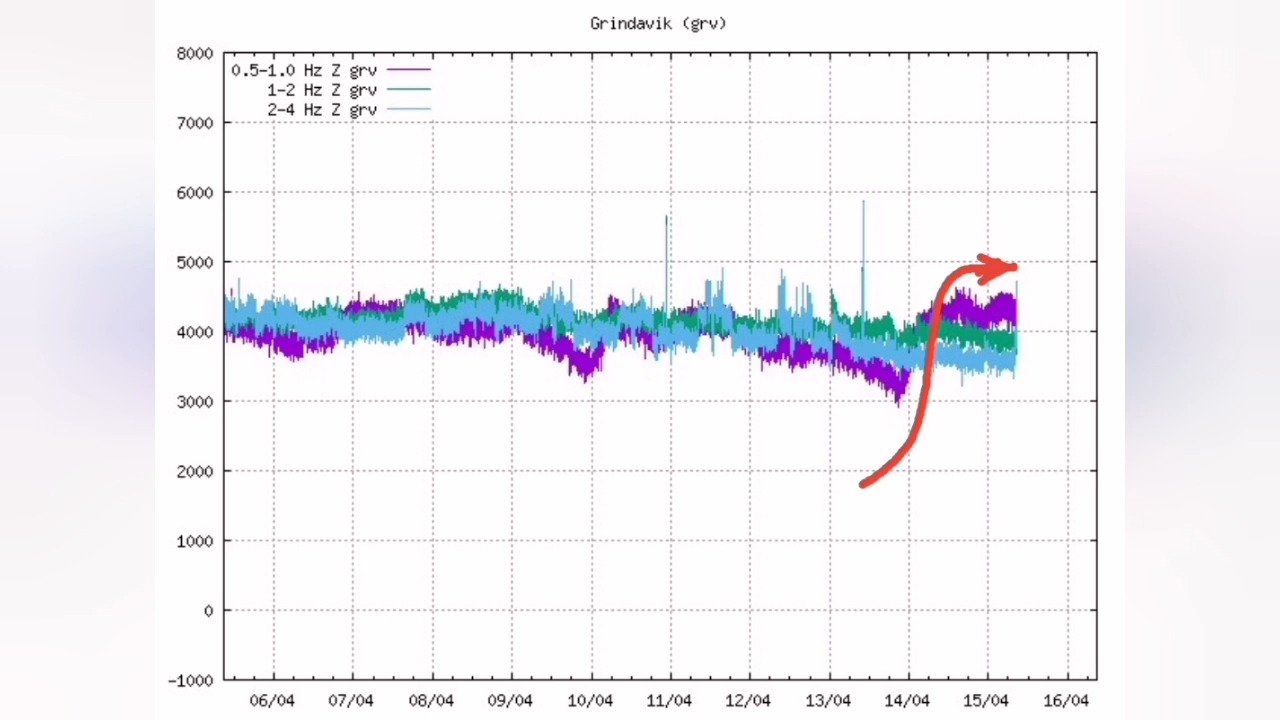 Grindavik (grv)
8000
0.5-1.0 Hz Z grv
1-2 Hz Z grv
2-4 Hz Z grv
7000
6000
5000
4000
3000
2000
1000
0
-1000
06/04 07/04 08/04 09/04 10/04 11/04 12/04 13/04 14/04 15/04 16/04